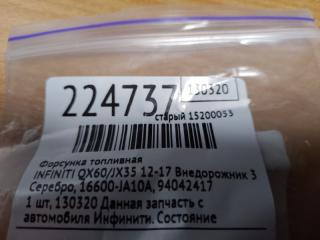 224737 130320
старый 15200053
Форсунка топливная
INFINITI QX60/JX35 12-17 Внедорожник 3
Серебро, 16600-JA10A, 94042417
1 шт, 130320 Данная запчасть с
автомобиля Инфинити. Состояние